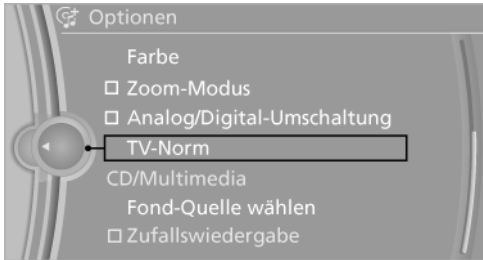 Optionen
Farbe
Zoom-Modus
Analog/Digital-Umschaltung
TV-Norm
CD/Multimedia
Fond-Quelle wählen
Zufallswiedergabe